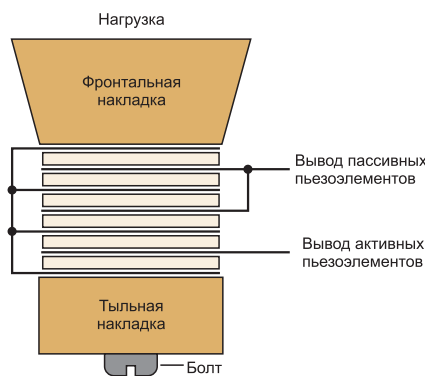 Нагрузка
Фронтальная
накладка
Вывод пассивных
пьезоэлементов
Вывод активных
пьезоэлементов
Тыльная
накладка
Болт